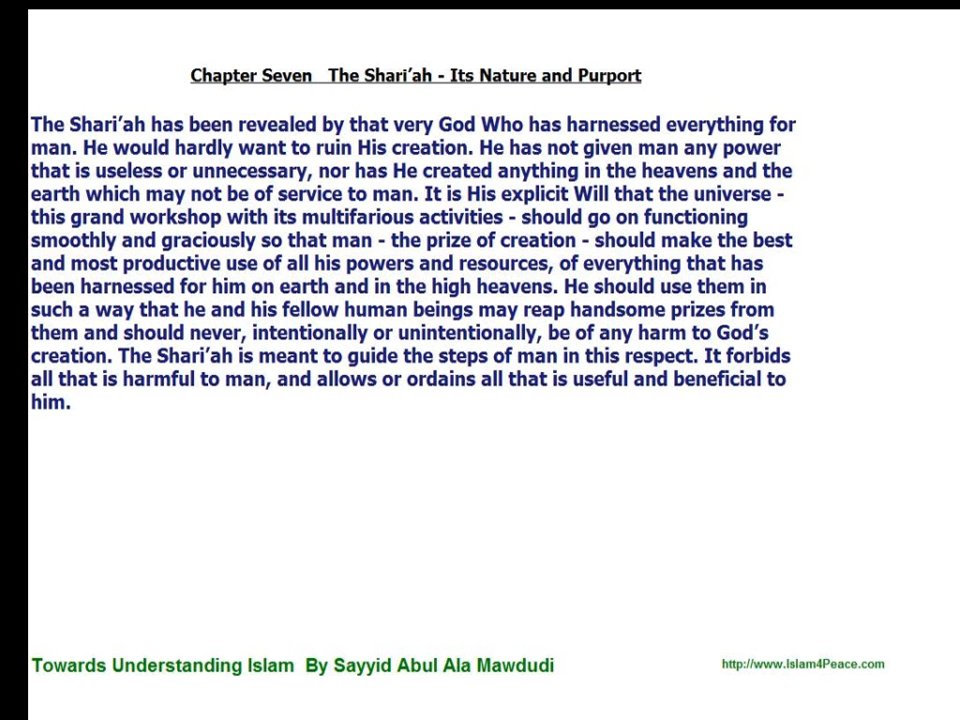 Chapter Seven   The Shari’ah - Its Nature and Purport
The Shari’ah has been revealed by that very God Who has harnessed everything for
man. He would hardly want to ruin His creation. He has not given man any power
that is useless or unnecessary, nor has He created anything in the heavens and the
earth which may not be of service to man. It is His explicit Will that the universe -
this grand workshop with its multifarious activities - should go on functioning
smoothly and graciously so that man - the prize of creation - should make the best
and most productive use of all his powers and resources, of everything that has
been harnessed for him on earth and in the high heavens. He should use them in
such a way that he and his fellow human beings may reap handsome prizes from
them and should never, intentionally or unintentionally, be of any harm to God’s
creation. The Shari’ah is meant to guide the steps of man in this respect. It forbids
all that is harmful to man, and allows or ordains all that is useful and beneficial to
him.
Towards Understanding Islam  By Sayyid Abul Ala Mawdudi
http://www.Islam4Peace.com